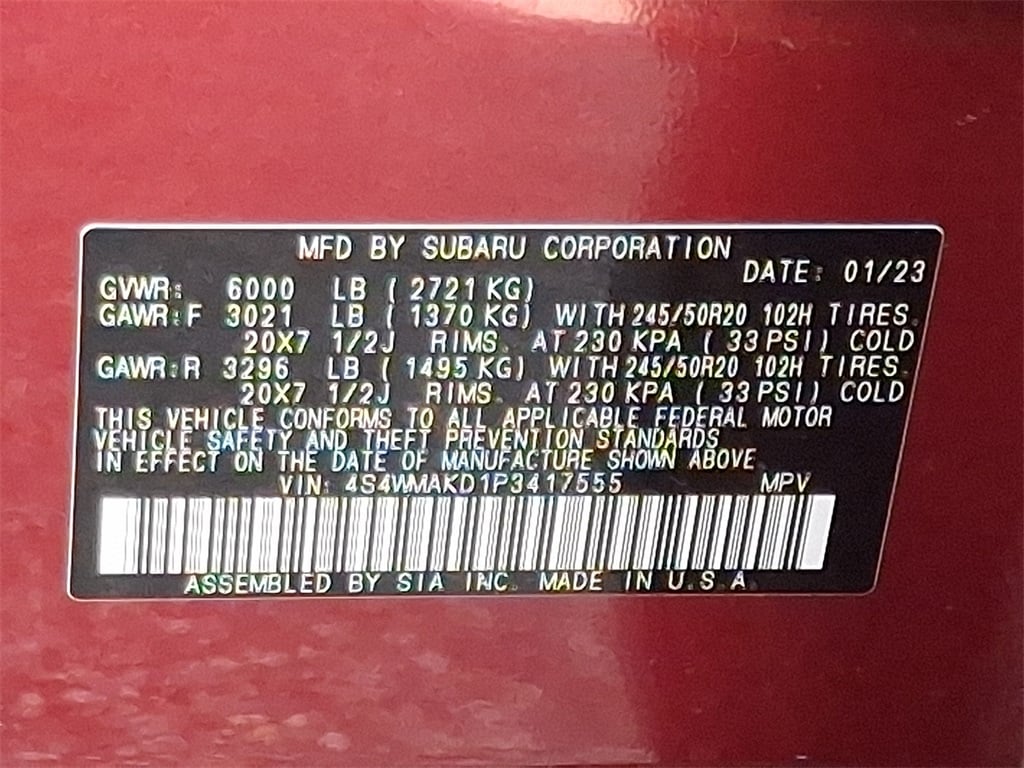 MFD BY SUBARU CORPORATION
DATE: 01/23
GVWR: 6000 LB ( 2721 KG)
GAWR:F 3021 LB ( 1370 KG) WITH 245/50R20 102H TIRES.
20X7 1/2J RIMS. AT 230 KPA ( 33 PSI) COLD
GAWR:R 3296 LB ( 1495 KG) WITH 245/50R20 102H TIRES.
20X7 1/2J RIMS. AT 230 KPA ( 33 PSI) COLD
THIS VEHICLE CONFORMS TO ALL APPLICABLE FEDERAL MOTOR
VEHICLE SAFETY AND THEFT PREVENTION STANDARDS
IN EFFECT ON THE DATE OF MANUFACTURE SHOWN ABOVE
VIN: 4S4WMAKD1P3417555 MPV
ASSEMBLED BY SIA INC. MADE IN U.S.A.